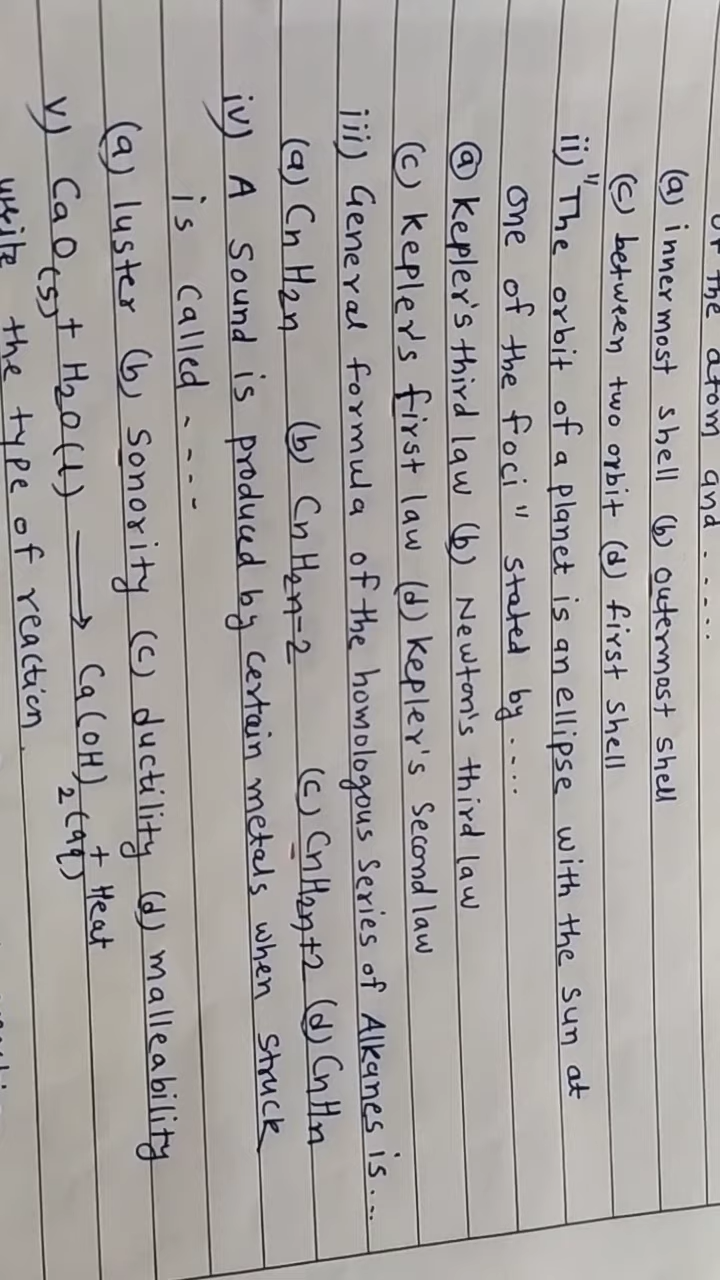 of the atom and .....
(a) innermost shell (b) outermost shell
(c) between two orbit (d) first shell
ii) "The orbit of a planet is an ellipse with the sun at
one of the foci" stated by ....
(a) Kepler's third law (b) Newton's third law
(c) Kepler's first law (d) Kepler's Second law
iii) General formula of the homologous series of Alkanes is...
(a) CnH2n (b) CnH2n-2 (c) CnH2n+2 (d) CnHn
iv) A Sound is produced by certain metals when struck
is called ....
(a) luster (b) Sonority (c) ductility (d) malleability
v) CaO(s) + H2O(l) → Ca(OH)2(aq) + Heat
write the type of reaction.